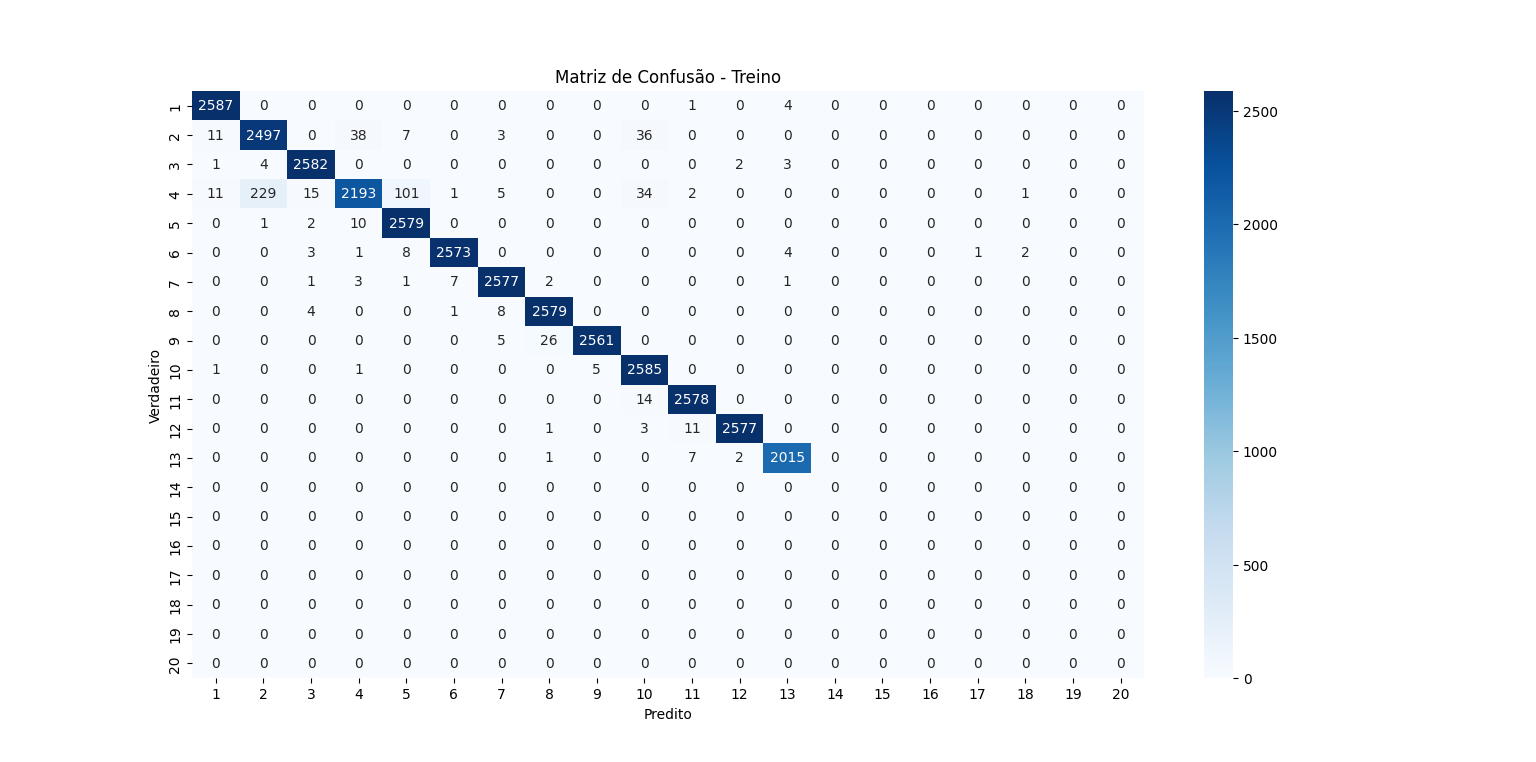 Matriz de Confusão - Treino
1 2587 0 0 0 0 0 0 0 0 0 1 0 4 0 0 0 0 0 0 0
2 11 2497 0 38 7 0 3 0 0 36 0 0 0 0 0 0 0 0 0 0
3 1 4 2582 0 0 0 0 0 0 0 0 2 3 0 0 0 0 0 0 0
4 11 229 15 2193 101 1 5 0 0 34 2 0 0 0 0 0 0 1 0 0
5 0 1 2 10 2579 0 0 0 0 0 0 0 0 0 0 0 0 0 0 0
6 0 0 3 1 8 2573 0 0 0 0 0 0 4 0 0 0 1 2 0 0
7 0 0 1 3 1 7 2577 2 0 0 0 0 1 0 0 0 0 0 0 0
8 0 0 4 0 0 1 8 2579 0 0 0 0 0 0 0 0 0 0 0 0
9 0 0 0 0 0 0 5 26 2561 0 0 0 0 0 0 0 0 0 0 0
10 1 0 0 1 0 0 0 0 5 2585 0 0 0 0 0 0 0 0 0 0
11 0 0 0 0 0 0 0 0 0 14 2578 0 0 0 0 0 0 0 0 0
12 0 0 0 0 0 0 0 1 0 3 11 2577 0 0 0 0 0 0 0 0
13 0 0 0 0 0 0 0 1 0 0 7 2 2015 0 0 0 0 0 0 0
14 0 0 0 0 0 0 0 0 0 0 0 0 0 0 0 0 0 0 0 0
15 0 0 0 0 0 0 0 0 0 0 0 0 0 0 0 0 0 0 0 0
16 0 0 0 0 0 0 0 0 0 0 0 0 0 0 0 0 0 0 0 0
17 0 0 0 0 0 0 0 0 0 0 0 0 0 0 0 0 0 0 0 0
18 0 0 0 0 0 0 0 0 0 0 0 0 0 0 0 0 0 0 0 0
19 0 0 0 0 0 0 0 0 0 0 0 0 0 0 0 0 0 0 0 0
20 0 0 0 0 0 0 0 0 0 0 0 0 0 0 0 0 0 0 0 0
1 2 3 4 5 6 7 8 9 10 11 12 13 14 15 16 17 18 19 20
Predito
Verdadeiro
2500
2000
1500
1000
500
0